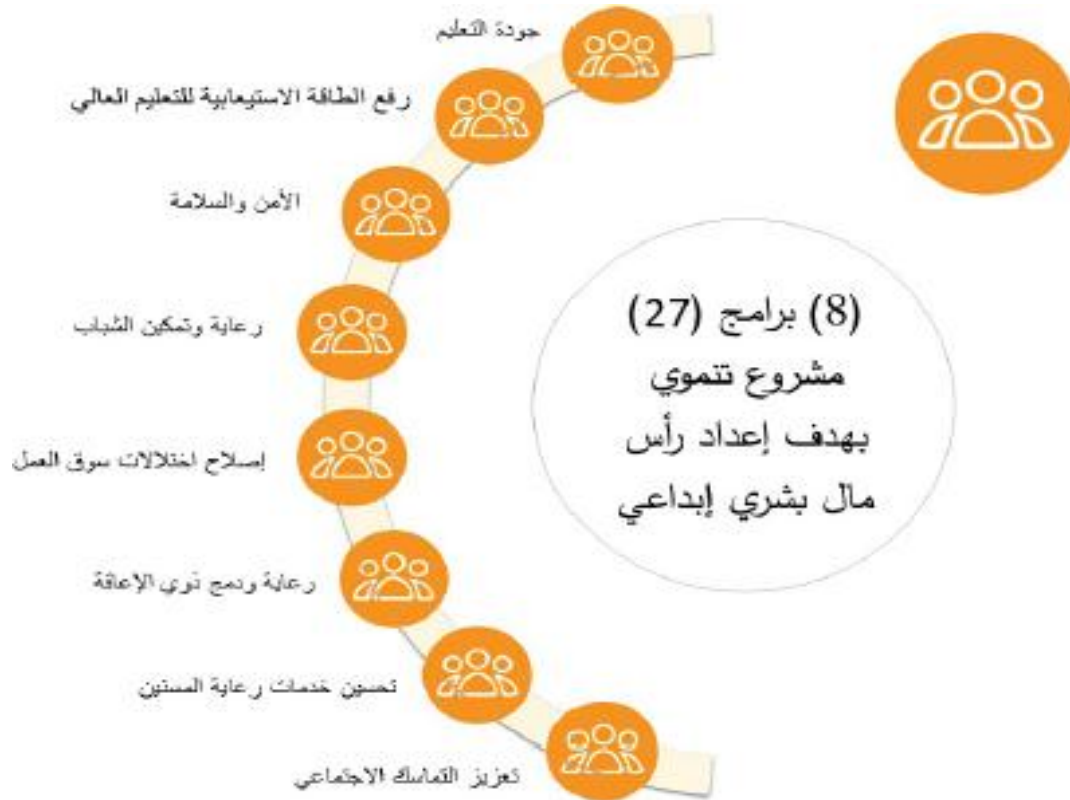 جودة التعليم
رفع الطاقة الاستيعابية للتعليم العالي
الأمن والسلامة
رعاية وتمكين الشباب
إصلاح اختلالات سوق العمل
رعاية ودمج ذوي الإعاقة
تحسين خدمات رعاية المسنين
تعزيز التماسك الاجتماعي
(8) برامج (27)
مشروع تنموي
بهدف إعداد رأس
مال بشري إبداعي